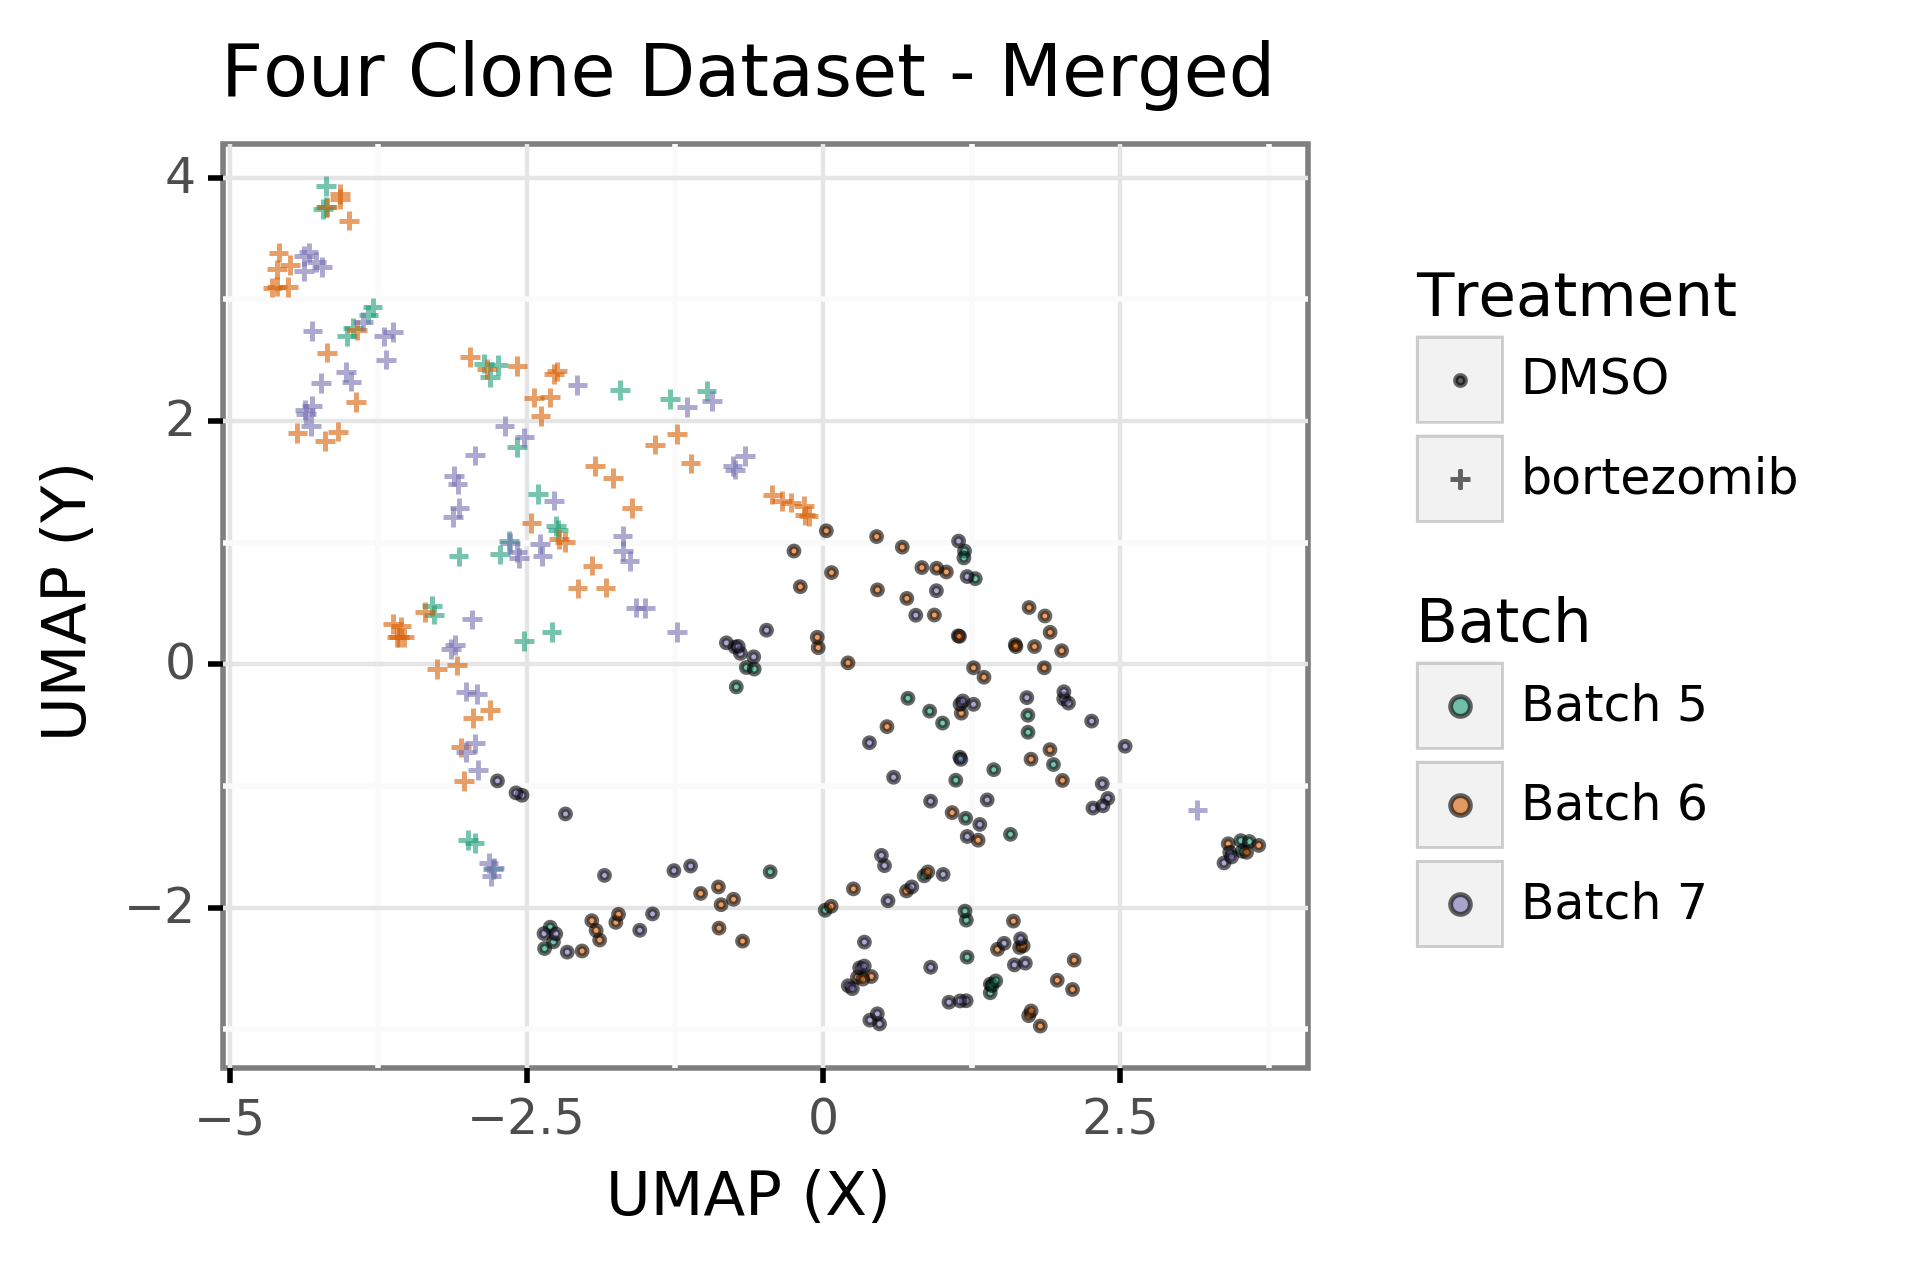 Four Clone Dataset - Merged
4
2
0
−2
UMAP (Y)
−5
−2.5
0
2.5
UMAP (X)
Treatment
DMSO
bortezomib
Batch
Batch 5
Batch 6
Batch 7